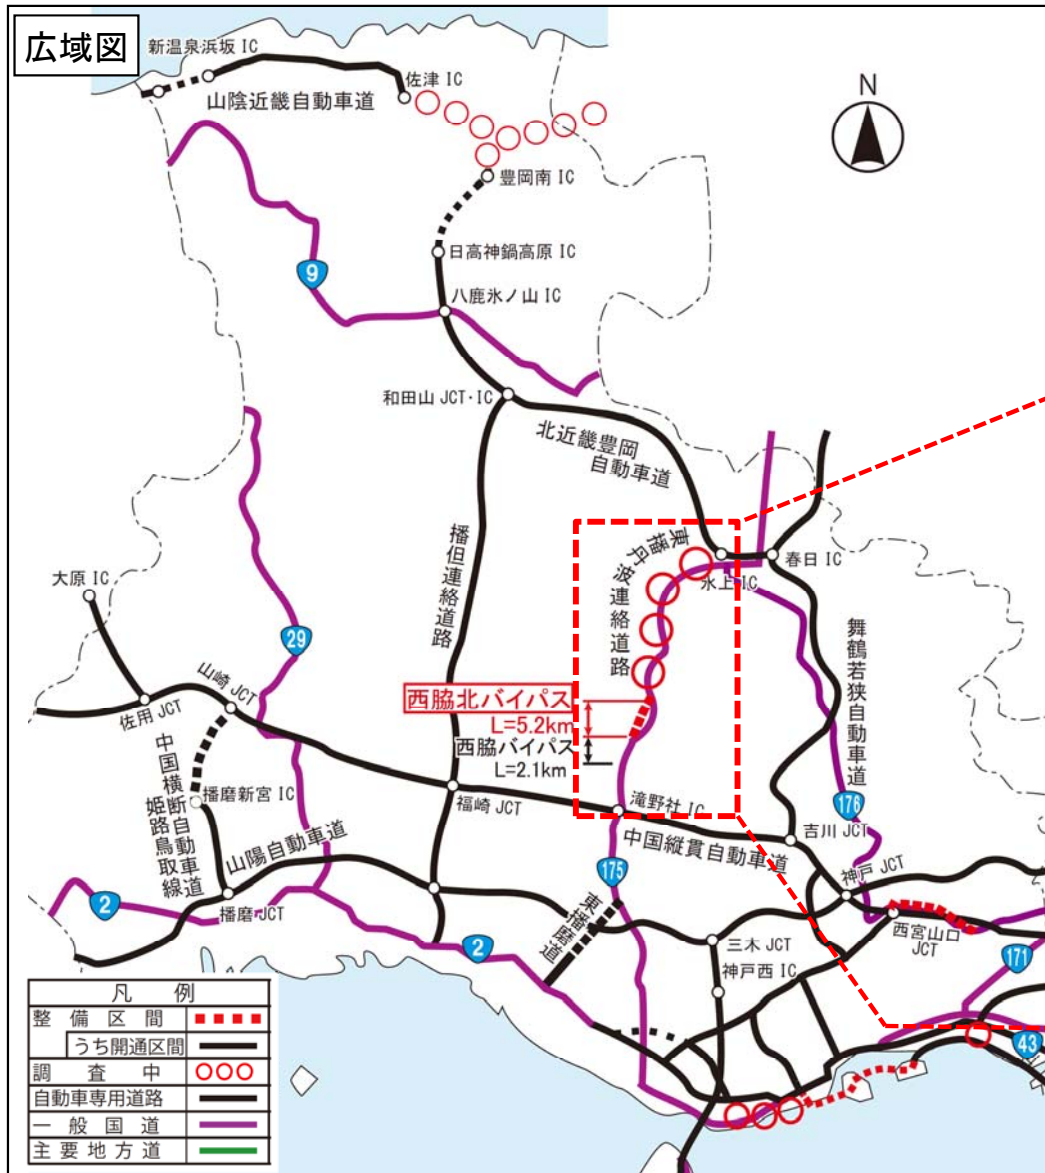 広域図
新温泉浜坂 IC
佐津 IC
山陰近畿自動車道
N
豊岡南 IC
日高神鍋高原 IC
9
八鹿氷ノ山 IC
和田山 JCT・IC
北近畿豊岡
自動車道
播但連絡道路
東播丹波連絡道路
氷上 IC
春日 IC
大原 IC
29
舞鶴若狭自動車道
山崎 JCT
佐用 JCT
西脇北バイパス
L=5.2km
西脇バイパス
L=2.1km
中国横断自動車道
姫路鳥取線
播磨新宮 IC
福崎 JCT
滝野社 IC
176
中国縦貫自動車道
吉川 JCT
山陽自動車道
175
神戸 JCT
2
播磨 JCT
東播磨道
2
三木 JCT
西宮山口
JCT
神戸西 IC
171
43
凡例
整備区間
うち開通区間
調査中
自動車専用道路
一般国道
主要地方道